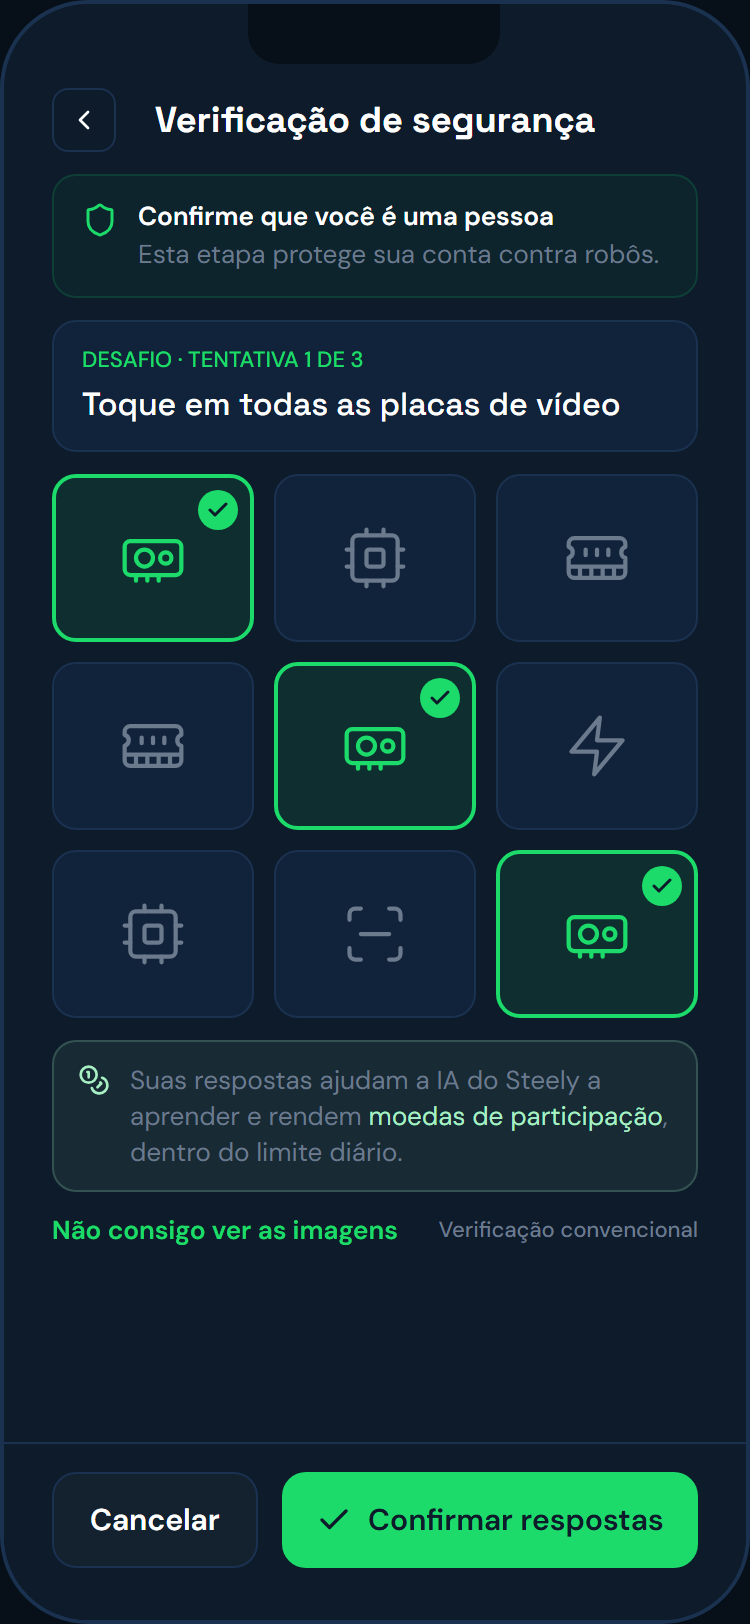 Verificação de segurança
Confirme que você é uma pessoa
Esta etapa protege sua conta contra robôs.
DESAFIO · TENTATIVA 1 DE 3
Toque em todas as placas de vídeo
Suas respostas ajudam a IA do Steely a
aprender e rendem moedas de participação,
dentro do limite diário.
Não consigo ver as imagens
Verificação convencional
Cancelar
Confirmar respostas